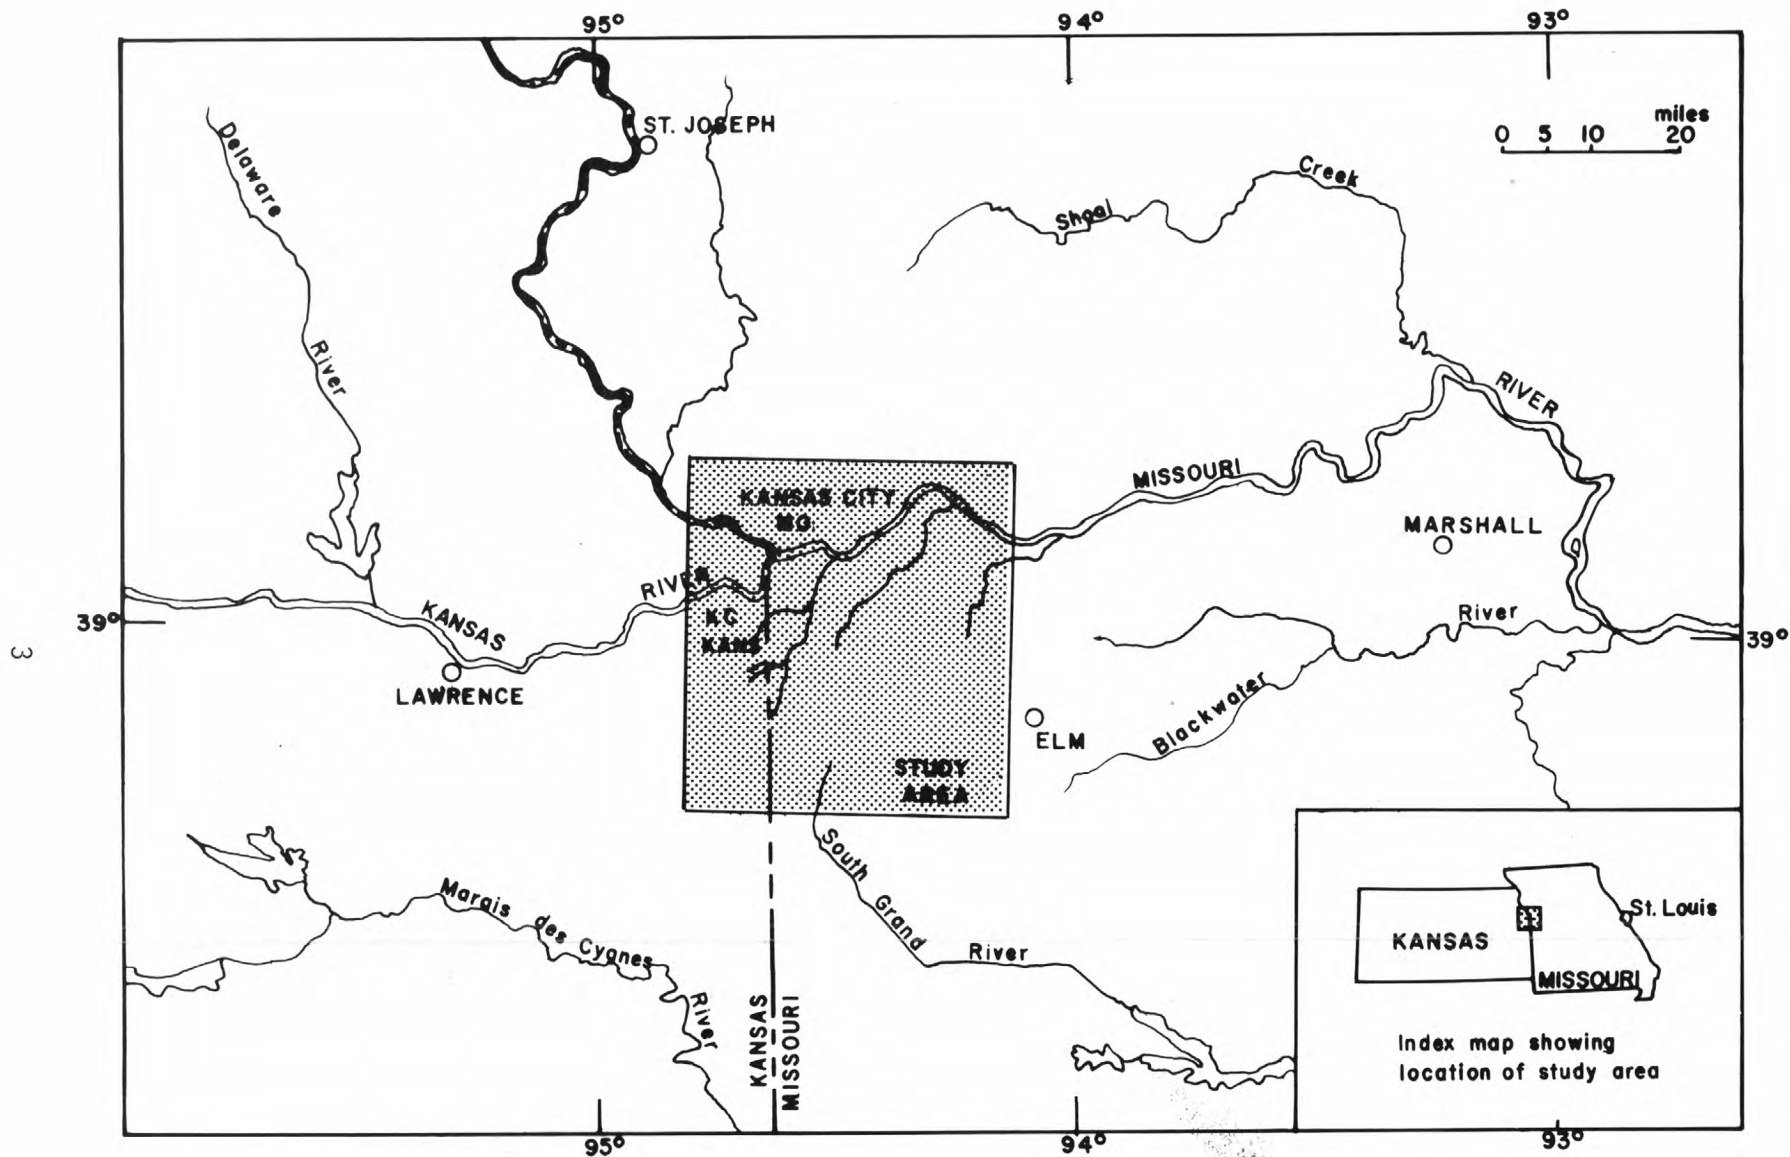 95° 94° 93°
ST. JOSEPH
miles
0 5 10 20
Delaware
River
Shoal
Creek
RIVER
MISSOURI
KANSAS CITY
MO
MARSHALL
RIVER
KANSAS
39°
KC
KANS
River
39°
3
LAWRENCE
Blackwater
ELM
STUDY
AREA
South
Grand
River
Marais
des
Cygnes
River
KANSAS
MISSOURI
St. Louis
KANSAS
MISSOURI
Index map showing
location of study area
95° 94° 93°